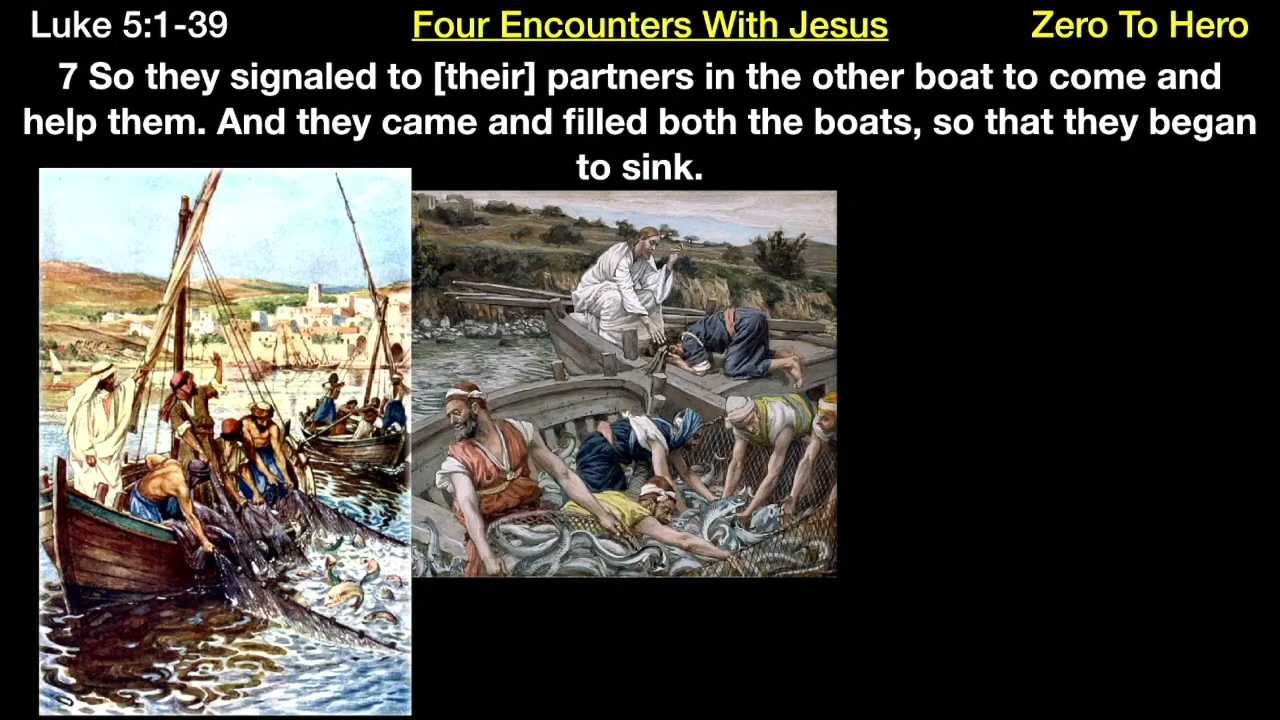 Luke 5:1-39 Four Encounters With Jesus Zero To Hero
7 So they signaled to [their] partners in the other boat to come and
help them. And they came and filled both the boats, so that they began
to sink.